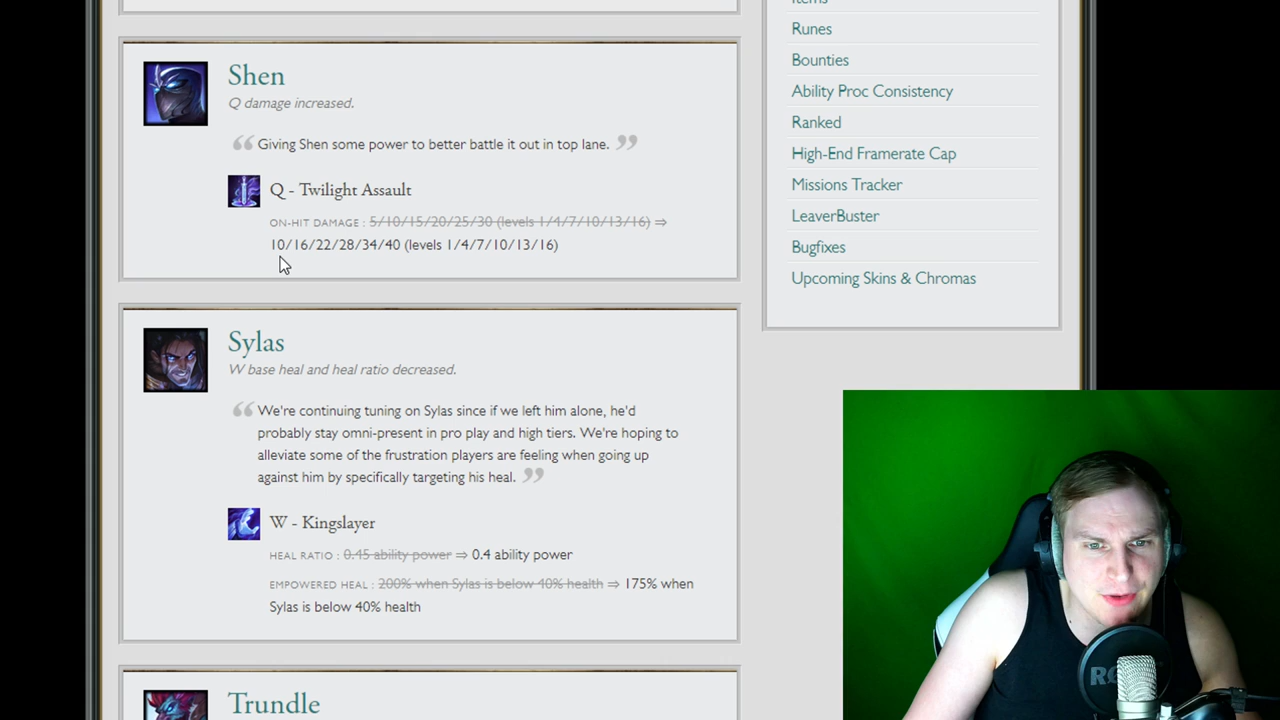 Items
Runes
Bounties
Ability Proc Consistency
Ranked
High-End Framerate Cap
Missions Tracker
LeaverBuster
Bugfixes
Upcoming Skins & Chromas
Shen
Q damage increased.
“ Giving Shen some power to better battle it out in top lane. ”
Q - Twilight Assault
ON-HIT DAMAGE : 5/10/15/20/25/30 (levels 1/4/7/10/13/16) ⇒
10/16/22/28/34/40 (levels 1/4/7/10/13/16)
Sylas
W base heal and heal ratio decreased.
“ We're continuing tuning on Sylas since if we left him alone, he'd
probably stay omni-present in pro play and high tiers. We're hoping to
alleviate some of the frustration players are feeling when going up
against him by specifically targeting his heal. ”
W - Kingslayer
HEAL RATIO : 0.45 ability power ⇒ 0.4 ability power
EMPOWERED HEAL : 200% when Sylas is below 40% health ⇒ 175% when
Sylas is below 40% health
Trundle